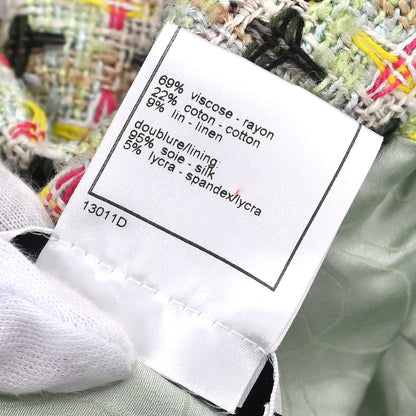 69% viscose - rayon
22% coton - cotton
9% lin - linen
doublure/lining:
95% soie - silk
5% lycra - spandex/lycra
13011D